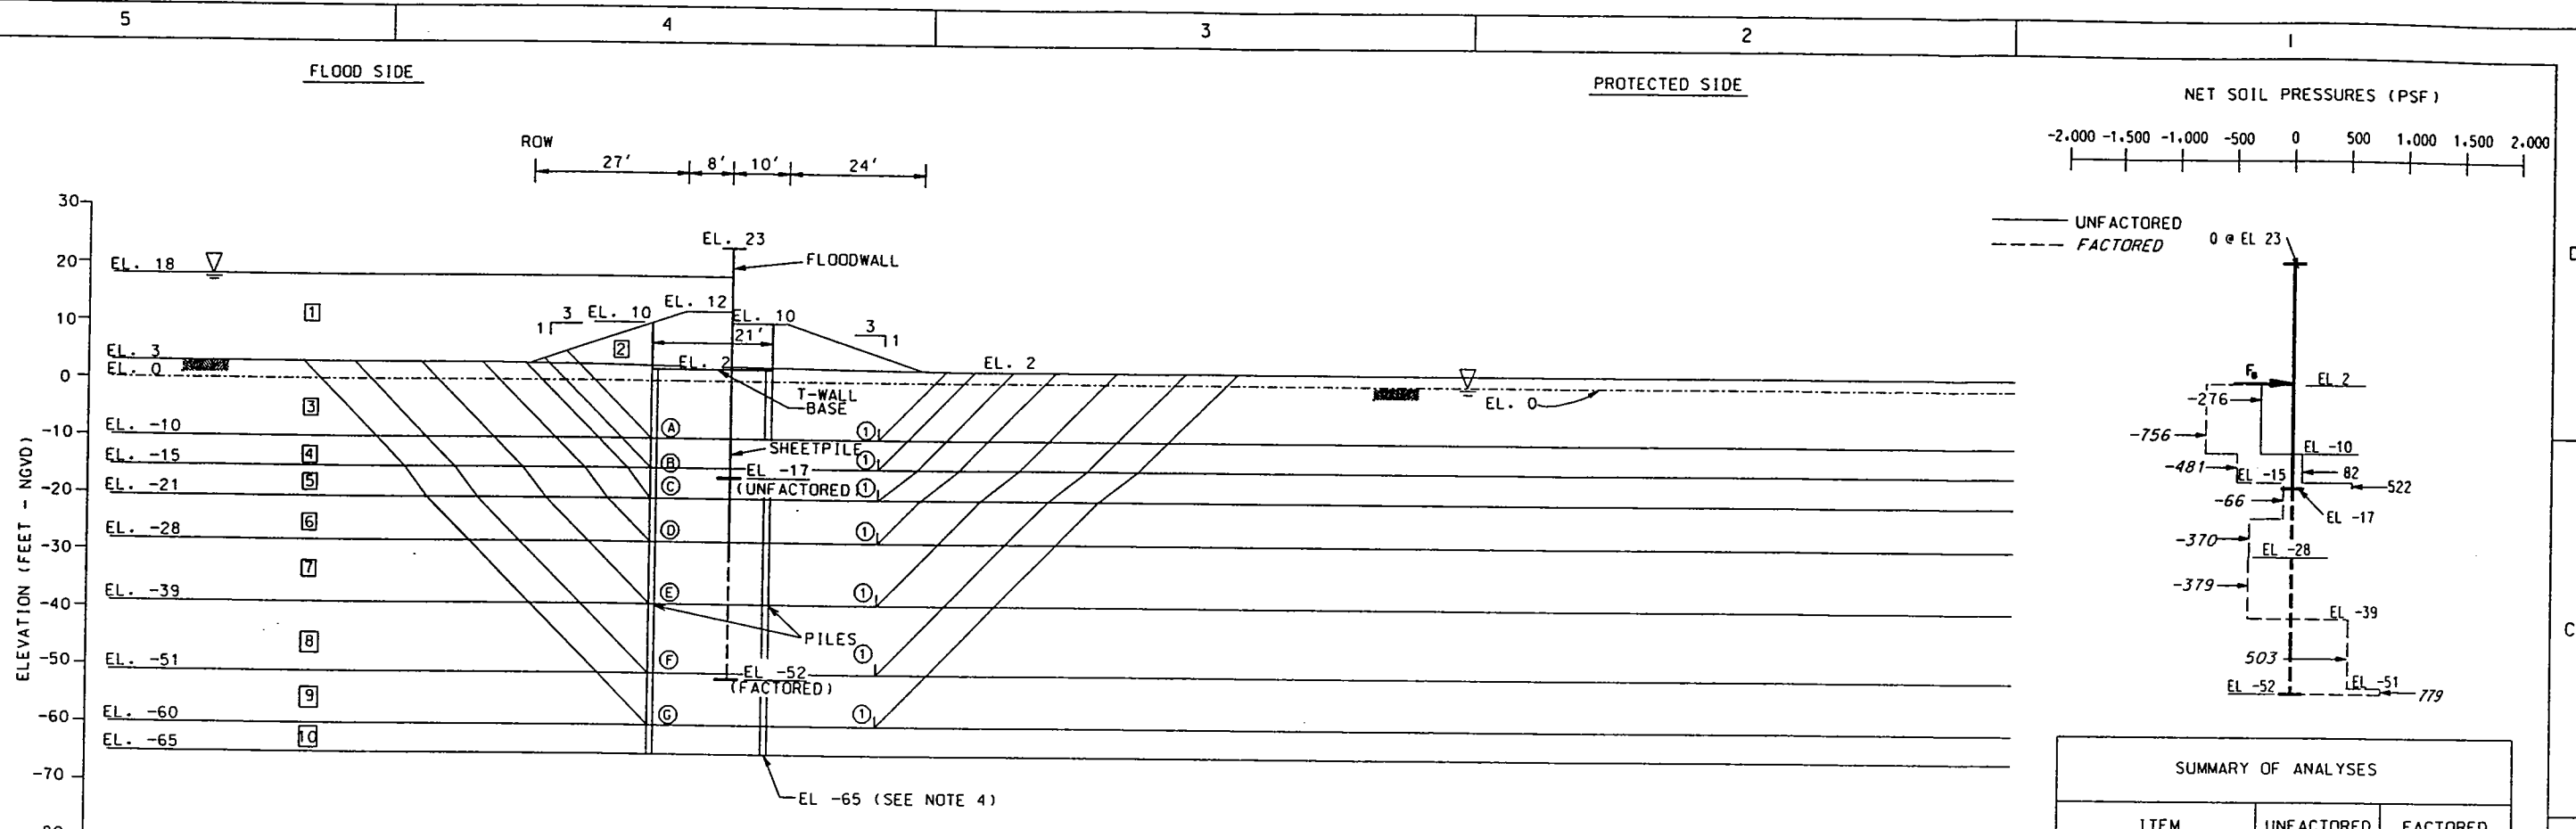 5 4 3 2 1
FLOOD SIDE
PROTECTED SIDE
NET SOIL PRESSURES (PSF)
-2.000 -1.500 -1.000 -500 0 500 1.000 1.500 2.000
ROW
27' 8' 10' 24'
UNFACTORED
FACTORED
0 @ EL 23
30
20
10
0
-10
-20
-30
-40
-50
-60
-70
ELEVATION (FEET - NGVD)
EL. 23
FLOODWALL
EL. 18
1
3
1
EL. 10
EL. 12
EL. 10
3
1
2
21'
EL. 3
EL. 0
EL. 2
EL. 2
T-WALL
BASE
EL. 0
3
EL. -10
A
1
SHEETPILE
4
EL. -15
B
1
EL -17
(UNFACTORED)
5
EL. -21
C
1
6
EL. -28
D
1
7
EL. -39
E
1
PILES
8
EL. -51
F
1
EL -52
(FACTORED)
9
EL. -60
G
1
10
EL. -65
EL -65 (SEE NOTE 4)
EL 2
-276
-756
EL -10
-481
EL -15
82
522
-66
EL -17
-370
EL -28
-379
EL -39
503
EL -52
EL -51
779
SUMMARY OF ANALYSES
ITEM UNFACTORED FACTORED
C